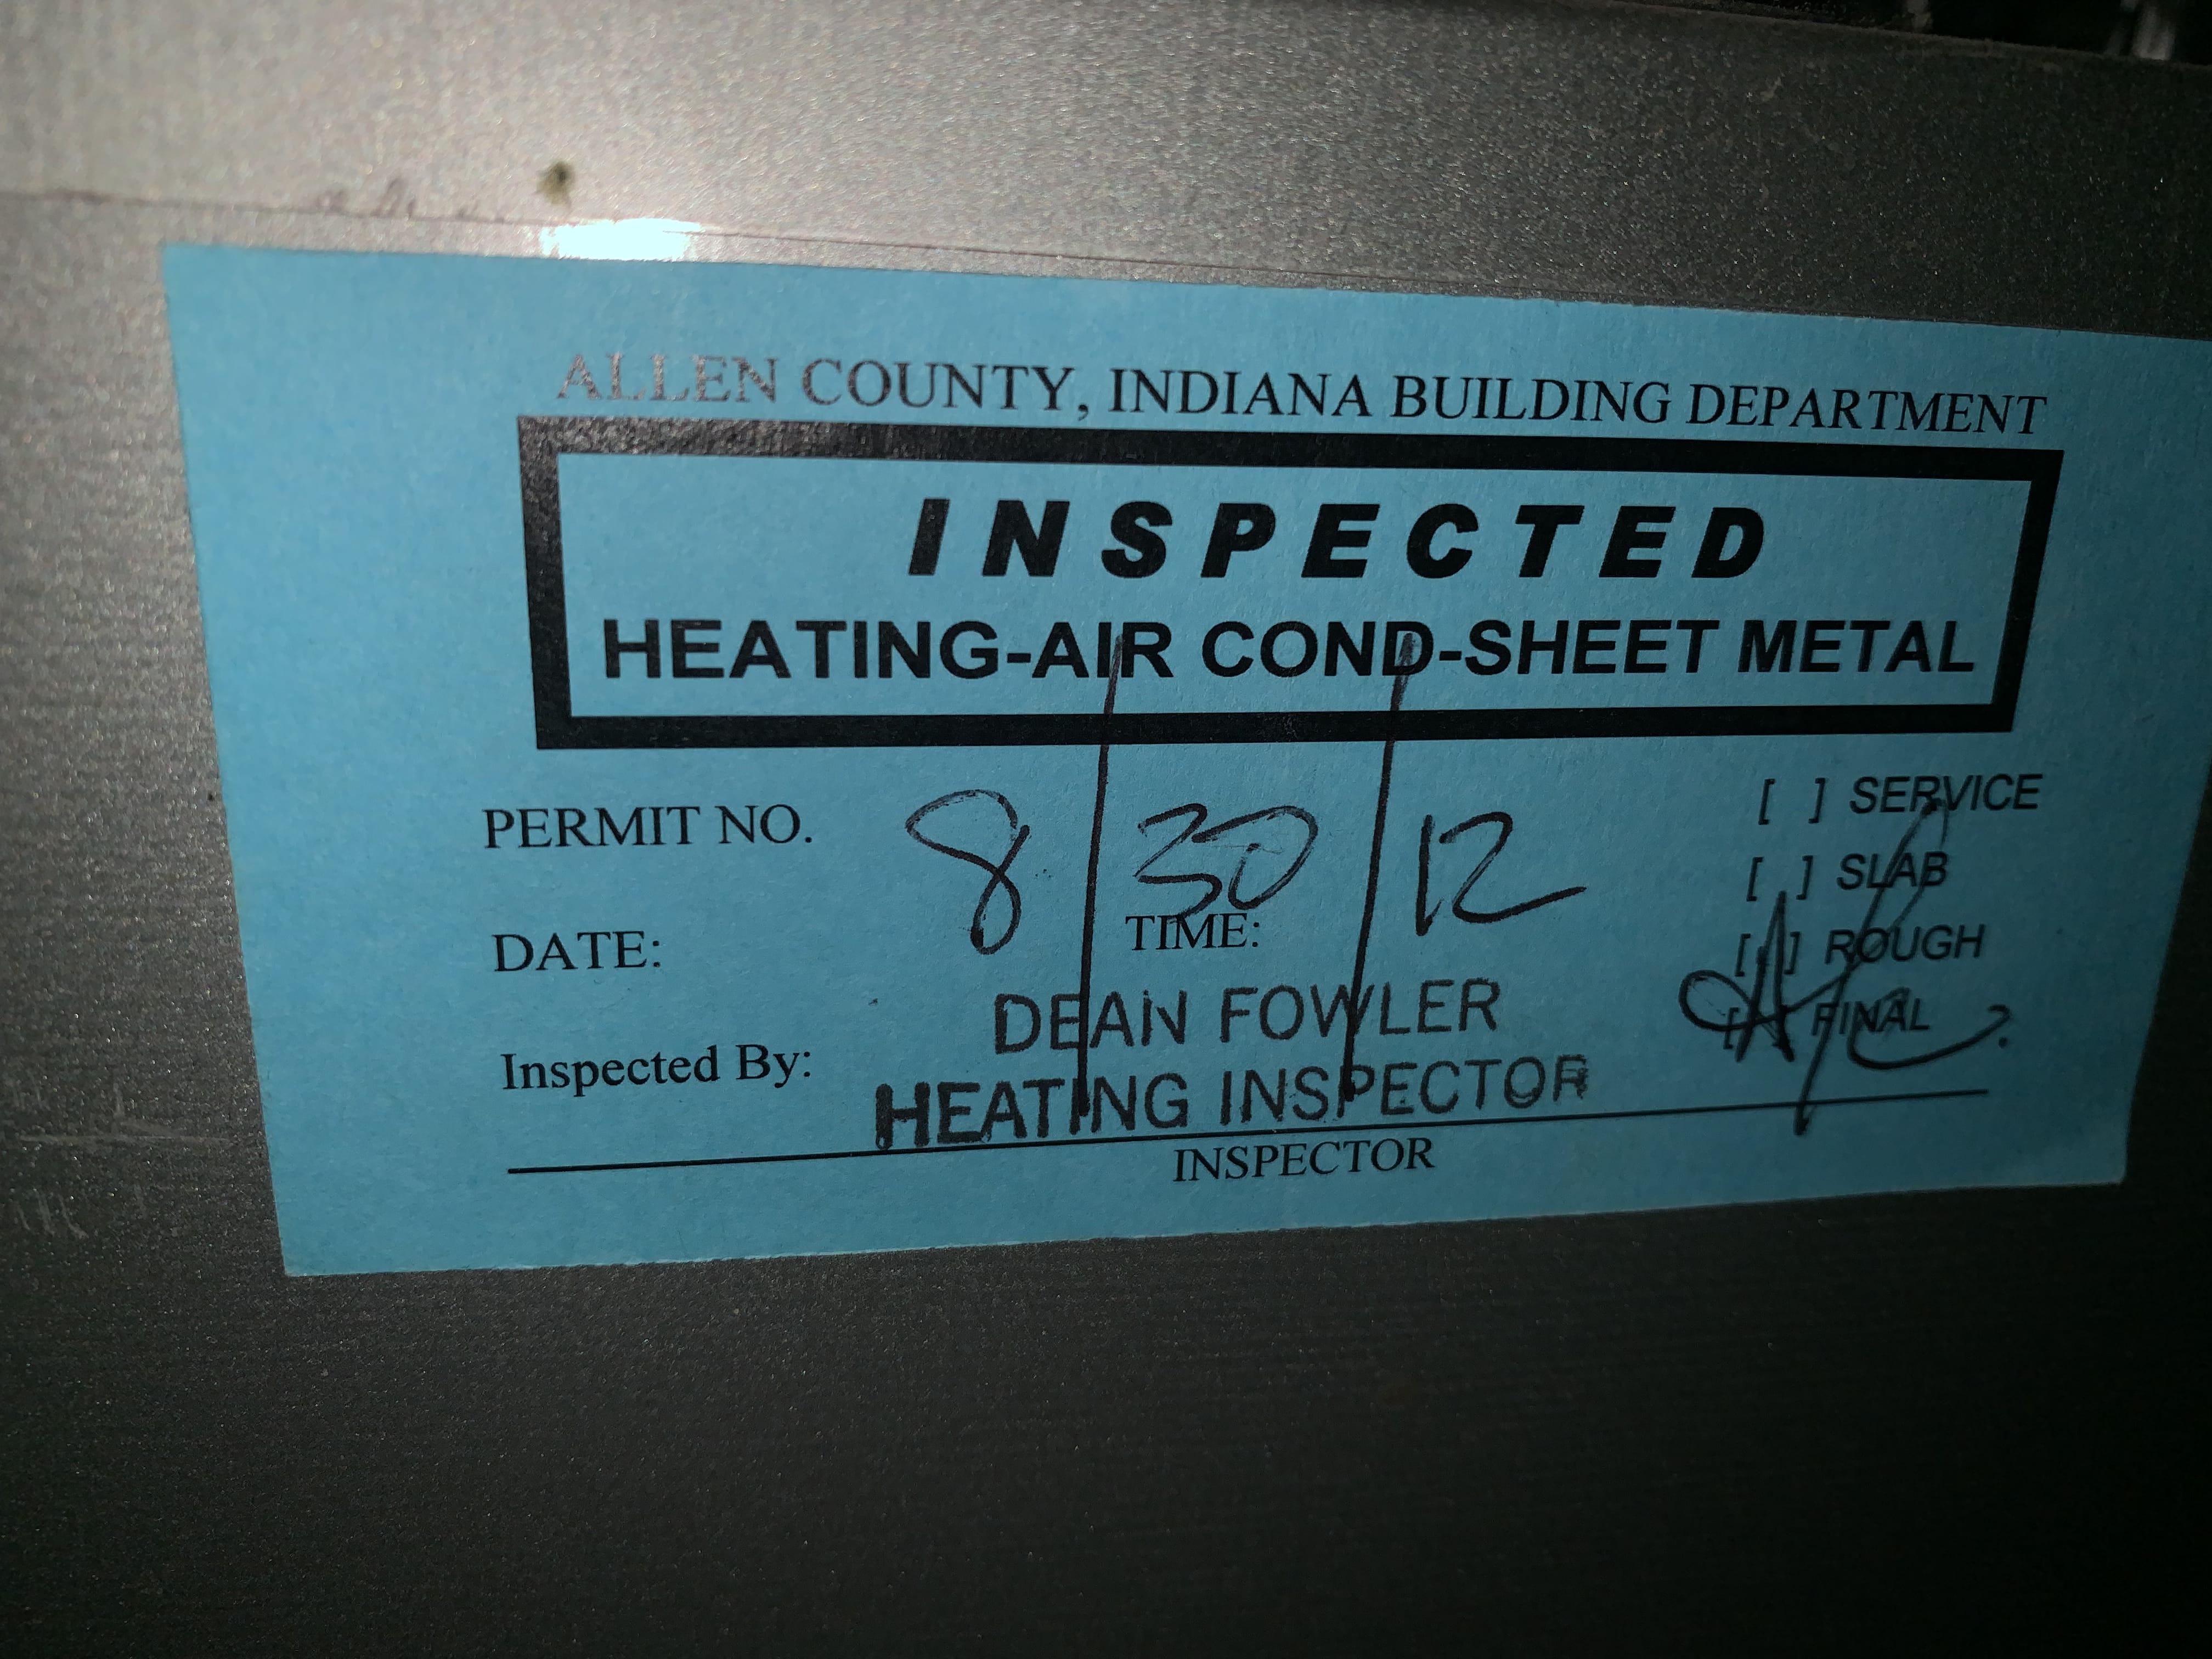 ALLEN COUNTY, INDIANA BUILDING DEPARTMENT
INSPECTED
HEATING-AIR COND-SHEET METAL
PERMIT NO.
8/30/12
DATE:
TIME:
[ ] SERVICE
[ ] SLAB
[ ] ROUGH
[ ] FINAL
Inspected By:
DEAN FOWLER
HEATING INSPECTOR
INSPECTOR